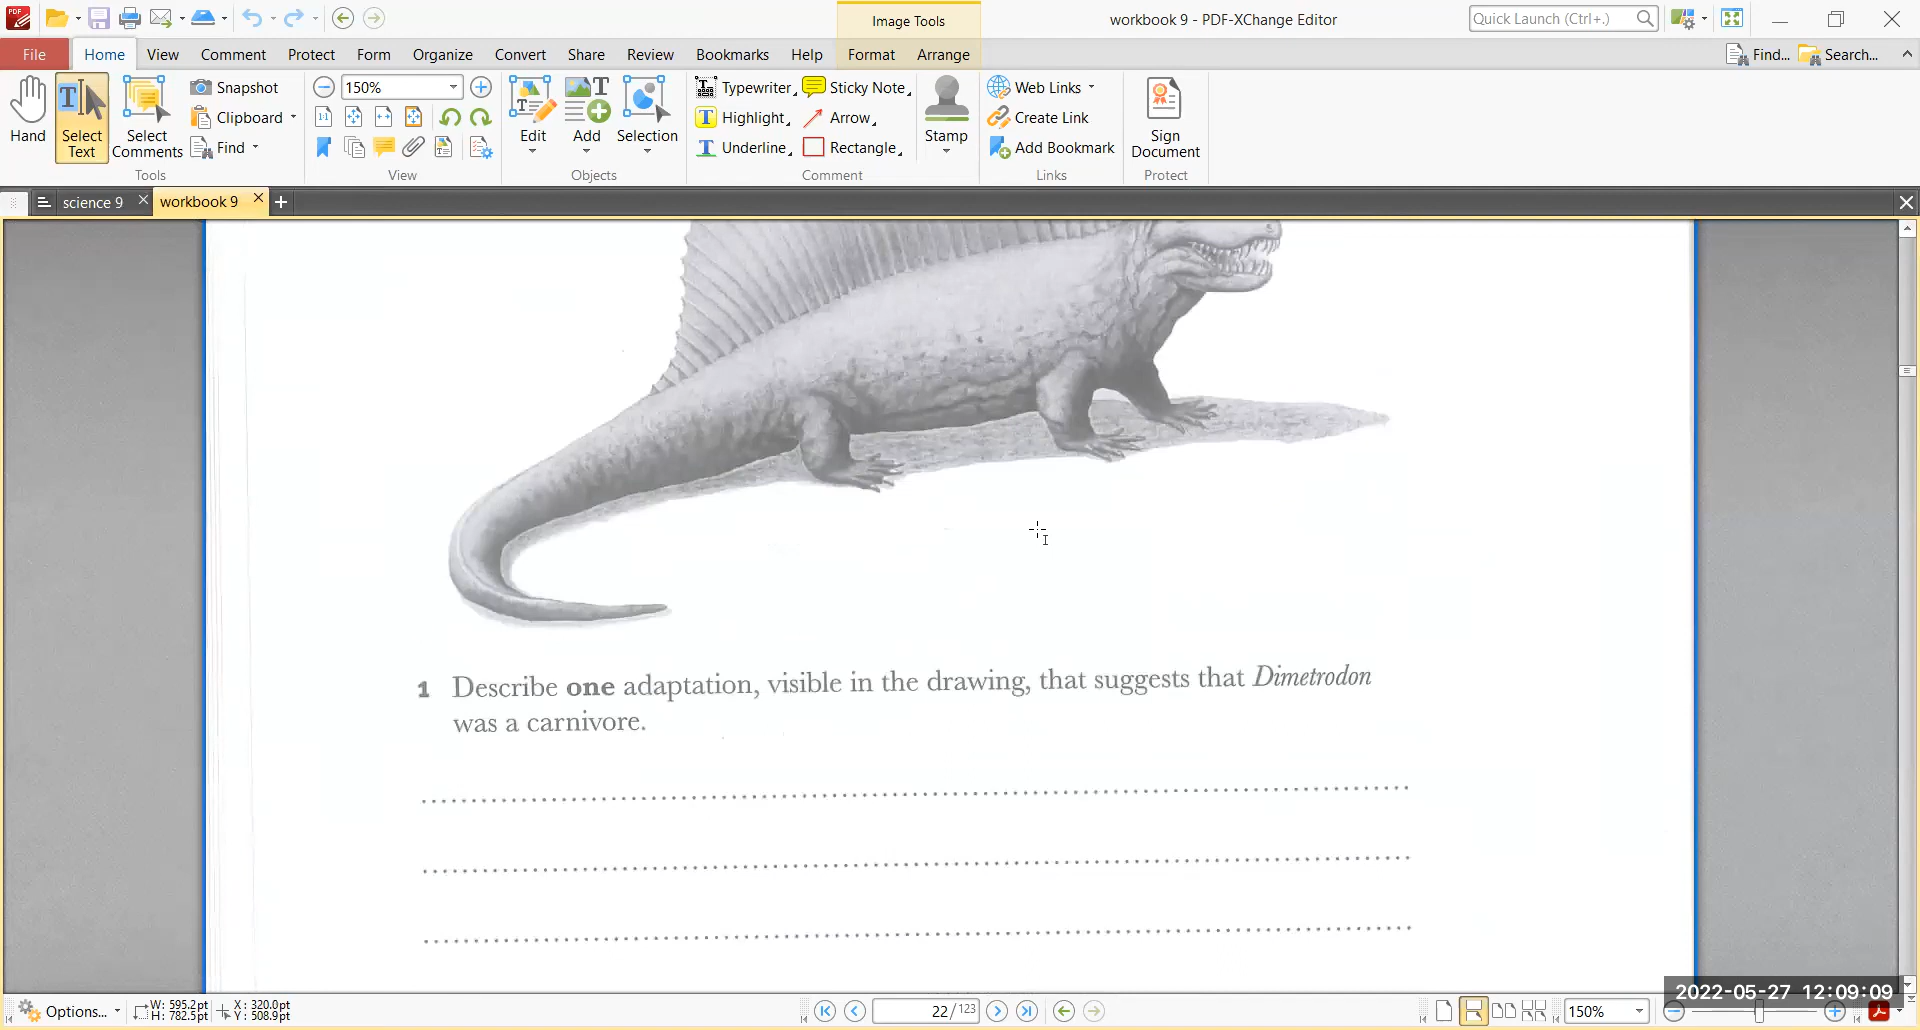 Image Tools
workbook 9 - PDF-XChange Editor
Quick Launch (Ctrl+.)
File Home View Comment Protect Form Organize Convert Share Review Bookmarks Help Format Arrange Find... Search...
Hand
Select Text
Select Comments
Snapshot
Clipboard
Find
Tools
150%
View
Edit
Add
Selection
Objects
Typewriter
Highlight
Underline
Sticky Note
Arrow
Rectangle
Stamp
Comment
Web Links
Create Link
Add Bookmark
Links
Sign Document
Protect
science 9 workbook 9
1 Describe one adaptation, visible in the drawing, that suggests that Dimetrodon
was a carnivore.
2022-05-27 12:09:09
Options...
W: 595.2pt
H: 782.5pt
X: 320.0pt
Y: 508.9pt
22 / 123
150%